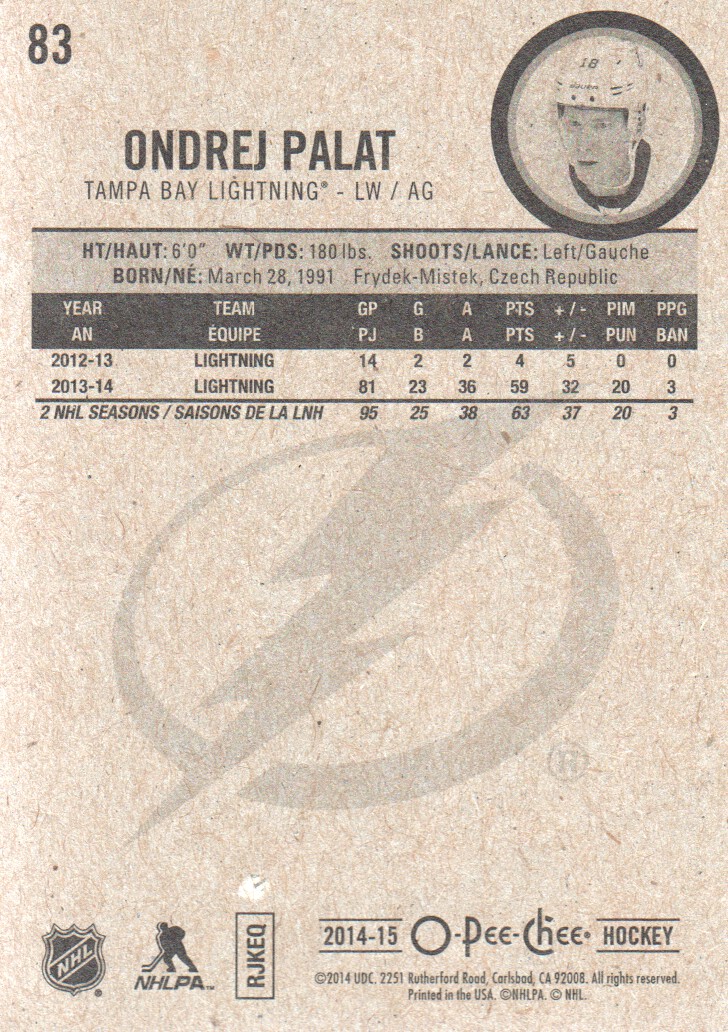 83
18
ONDREJ PALAT
TAMPA BAY LIGHTNING® - LW / AG
HT/HAUT: 6'0" WT/PDS: 180 lbs. SHOOTS/LANCE: Left/Gauche
BORN/NÉ: March 28, 1991 Frydek-Mistek, Czech Republic
YEAR TEAM GP G A PTS +/- PIM PPG
AN ÉQUIPE PJ B A PTS +/- PUN BAN
2012-13 LIGHTNING 14 2 2 4 5 0 0
2013-14 LIGHTNING 81 23 36 59 32 20 3
2 NHL SEASONS / SAISONS DE LA LNH 95 25 38 63 37 20 3
®
NHL®
NHLPA™
RJKEQ
2014-15 O-Pee-Chee® HOCKEY
©2014 UDC. 2251 Rutherford Road, Carlsbad, CA 92008. All rights reserved.
Printed in the USA. ©NHLPA. © NHL.